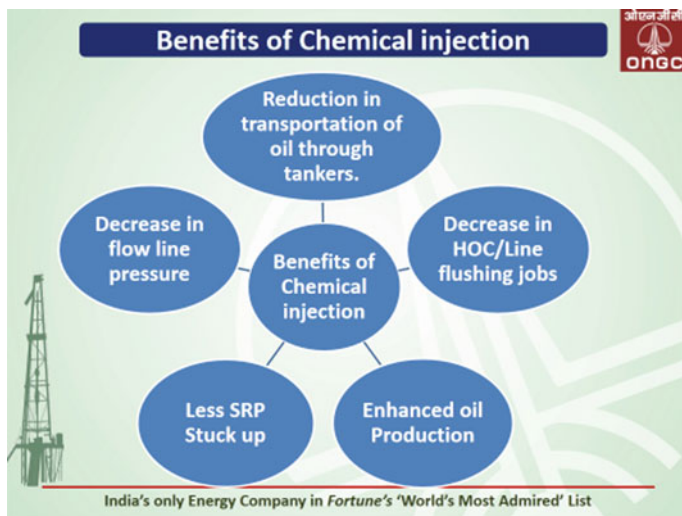 Benefits of Chemical injection
ओएनजीसी
ONGC
Reduction in
transportation of
oil through
tankers.
Decrease in
flow line
pressure
Decrease in
HOC/Line
flushing jobs
Benefits of
Chemical
injection
Less SRP
Stuck up
Enhanced oil
Production
India's only Energy Company in Fortune's ‘World's Most Admired’ List